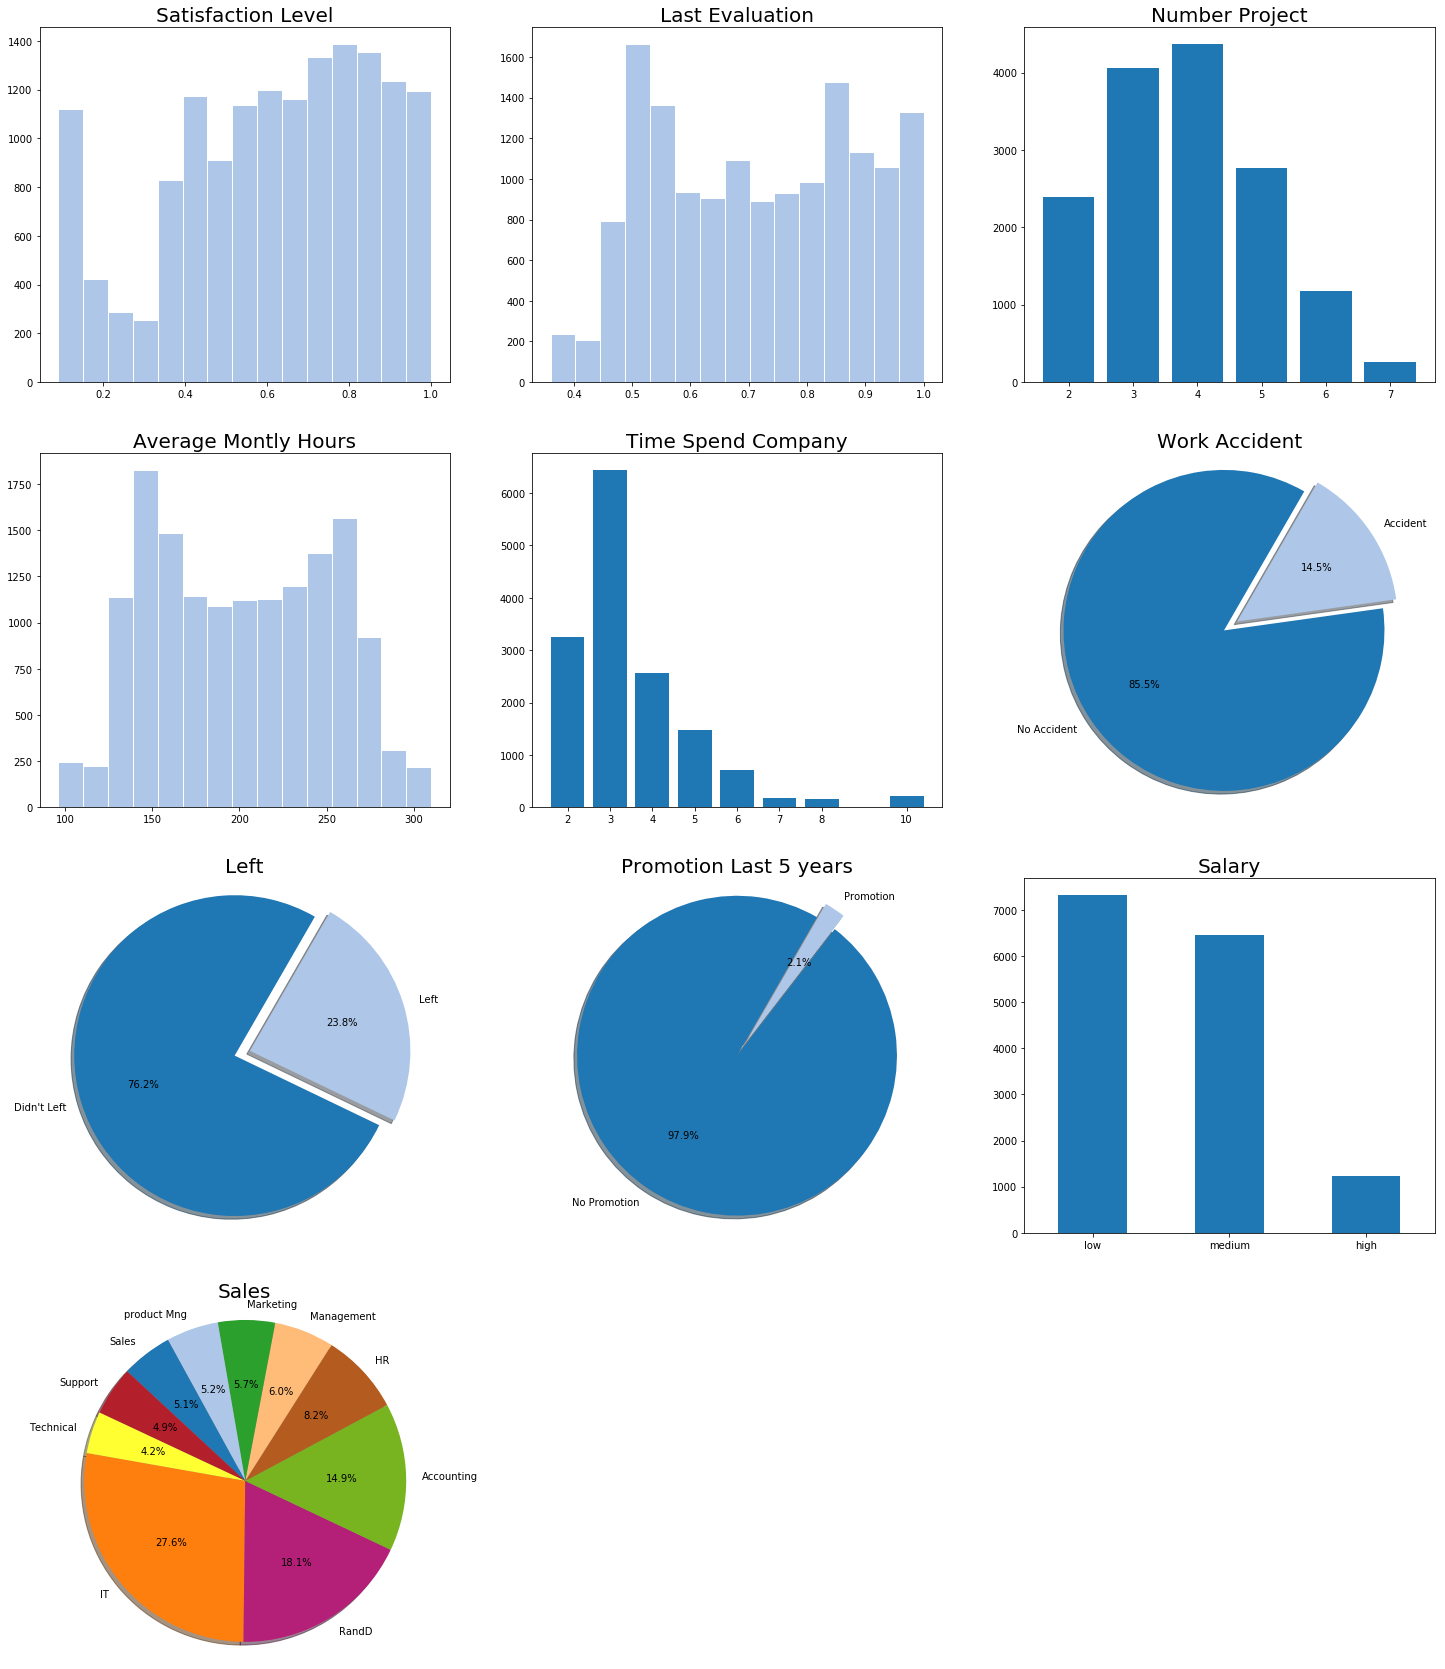 Satisfaction Level
1400
1200
1000
800
600
400
200
0
0.2 0.4 0.6 0.8 1.0
Last Evaluation
1600
1400
1200
1000
800
600
400
200
0
0.4 0.5 0.6 0.7 0.8 0.9 1.0
Number Project
4000
3000
2000
1000
0
2 3 4 5 6 7
Average Montly Hours
1750
1500
1250
1000
750
500
250
0
100 150 200 250 300
Time Spend Company
6000
5000
4000
3000
2000
1000
0
2 3 4 5 6 7 8 10
Work Accident
Accident
14.5%
85.5%
No Accident
Left
Left
23.8%
76.2%
Didn't Left
Promotion Last 5 years
Promotion
2.1%
97.9%
No Promotion
Salary
7000
6000
5000
4000
3000
2000
1000
0
low medium high
Sales
Marketing
product Mng
Management
Sales
HR
Support
5.7%
5.2%
6.0%
5.1%
8.2%
4.9%
Technical
4.2%
14.9%
Accounting
27.6%
18.1%
IT
RandD